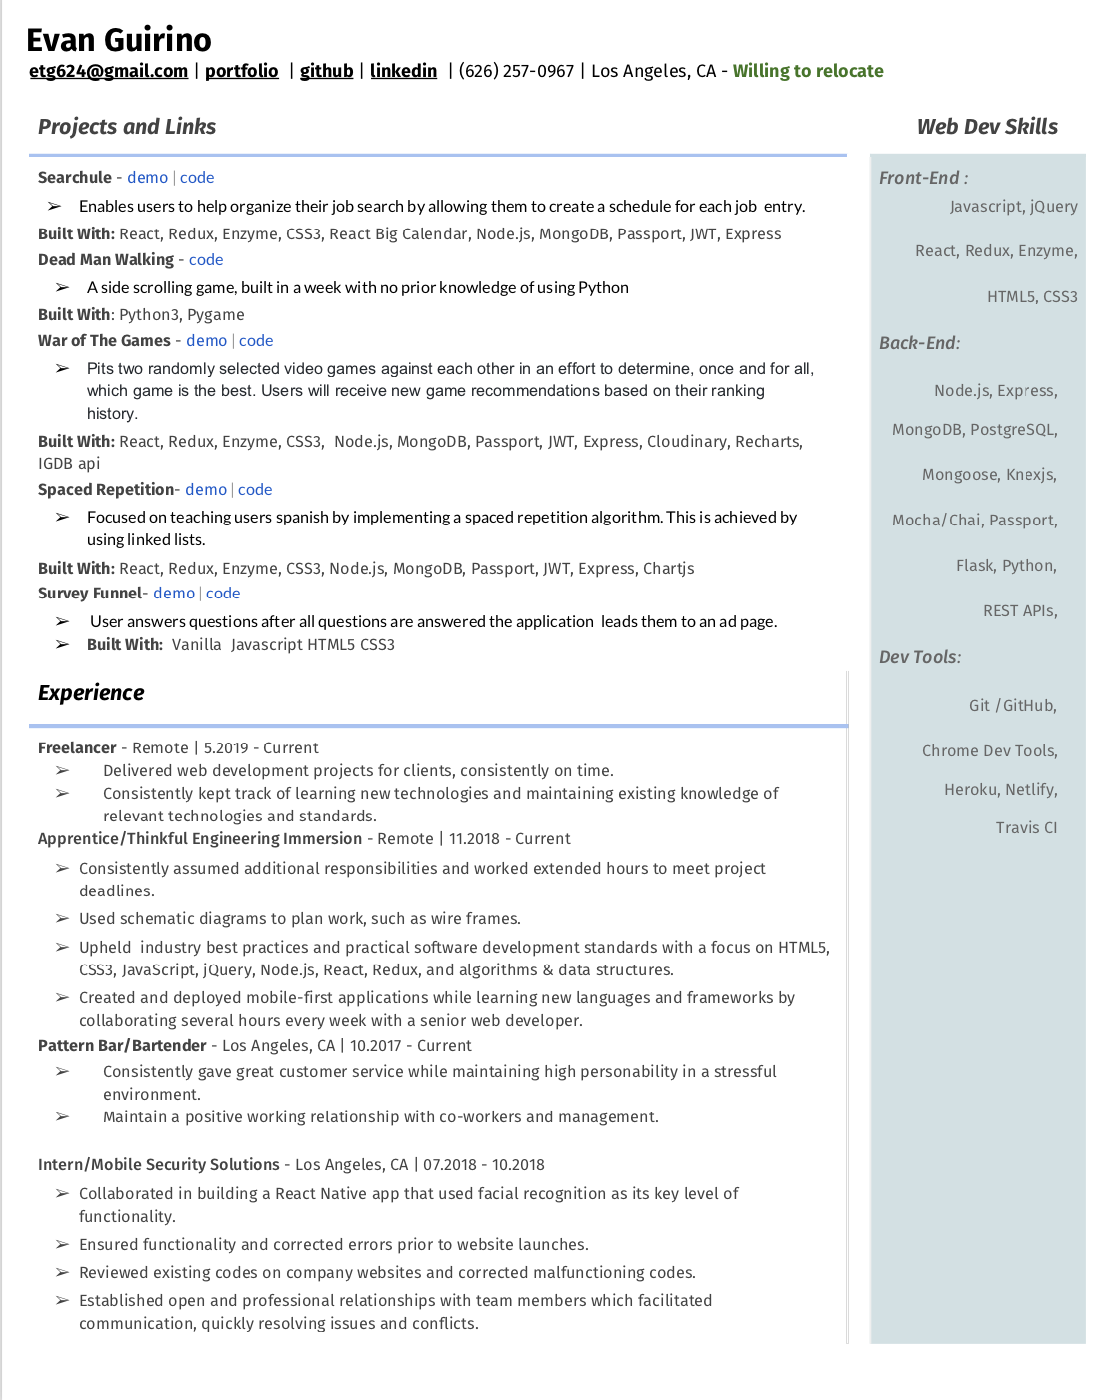 Evan Guirino
etg624@gmail.com | portfolio | github | linkedin | (626) 257-0967 | Los Angeles, CA - Willing to relocate
Projects and Links
Searchule - demo | code
➢ Enables users to help organize their job search by allowing them to create a schedule for each job entry.
Built With: React, Redux, Enzyme, CSS3, React Big Calendar, Node.js, MongoDB, Passport, JWT, Express
Dead Man Walking - code
➢ A side scrolling game, built in a week with no prior knowledge of using Python
Built With: Python3, Pygame
War of The Games - demo | code
➢ Pits two randomly selected video games against each other in an effort to determine, once and for all,
which game is the best. Users will receive new game recommendations based on their ranking
history.
Built With: React, Redux, Enzyme, CSS3, Node.js, MongoDB, Passport, JWT, Express, Cloudinary, Recharts,
IGDB api
Spaced Repetition- demo | code
➢ Focused on teaching users spanish by implementing a spaced repetition algorithm. This is achieved by
using linked lists.
Built With: React, Redux, Enzyme, CSS3, Node.js, MongoDB, Passport, JWT, Express, Chartjs
Survey Funnel- demo | code
➢ User answers questions after all questions are answered the application leads them to an ad page.
➢ Built With: Vanilla Javascript HTML5 CSS3
Experience
Freelancer - Remote | 5.2019 - Current
➢ Delivered web development projects for clients, consistently on time.
➢ Consistently kept track of learning new technologies and maintaining existing knowledge of
relevant technologies and standards.
Apprentice/Thinkful Engineering Immersion - Remote | 11.2018 - Current
➢ Consistently assumed additional responsibilities and worked extended hours to meet project
deadlines.
➢ Used schematic diagrams to plan work, such as wire frames.
➢ Upheld industry best practices and practical software development standards with a focus on HTML5,
CSS3, JavaScript, jQuery, Node.js, React, Redux, and algorithms & data structures.
➢ Created and deployed mobile-first applications while learning new languages and frameworks by
collaborating several hours every week with a senior web developer.
Pattern Bar/Bartender - Los Angeles, CA | 10.2017 - Current
➢ Consistently gave great customer service while maintaining high personability in a stressful
environment.
➢ Maintain a positive working relationship with co-workers and management.
Intern/Mobile Security Solutions - Los Angeles, CA | 07.2018 - 10.2018
➢ Collaborated in building a React Native app that used facial recognition as its key level of
functionality.
➢ Ensured functionality and corrected errors prior to website launches.
➢ Reviewed existing codes on company websites and corrected malfunctioning codes.
➢ Established open and professional relationships with team members which facilitated
communication, quickly resolving issues and conflicts.
Web Dev Skills
Front-End :
Javascript, jQuery
React, Redux, Enzyme,
HTML5, CSS3
Back-End:
Node.js, Express,
MongoDB, PostgreSQL,
Mongoose, Knexjs,
Mocha/Chai, Passport,
Flask, Python,
REST APIs,
Dev Tools:
Git /GitHub,
Chrome Dev Tools,
Heroku, Netlify,
Travis CI